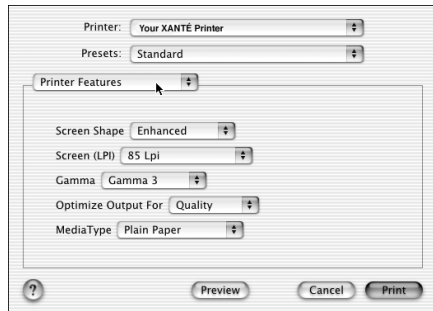 Printer: Your XANTÉ Printer
Presets: Standard
Printer Features
Screen Shape Enhanced
Screen (LPI) 85 Lpi
Gamma Gamma 3
Optimize Output For Quality
MediaType Plain Paper
? Preview Cancel Print